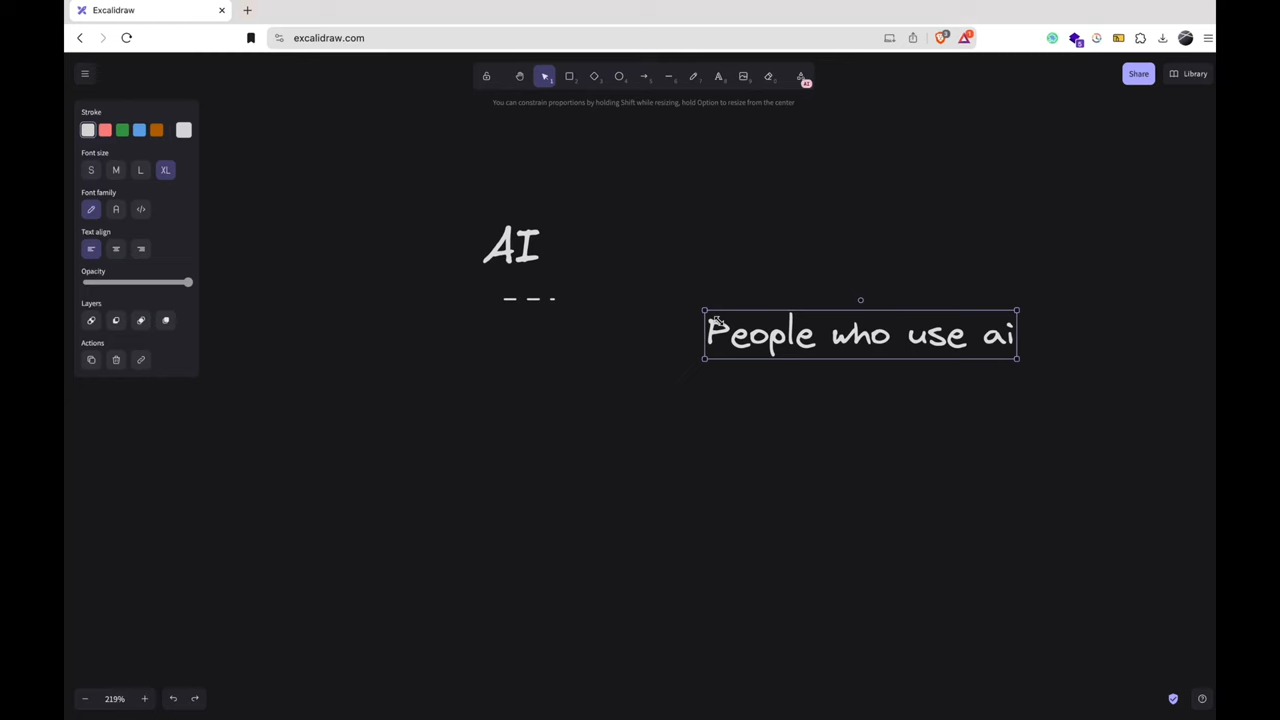 Excalidraw
excalidraw.com
Share
Library
You can constrain proportions by holding Shift while resizing, hold Option to resize from the center
Stroke
Font size
S M L XL
Font family
Text align
Opacity
Layers
Actions
AI
People who use ai
219%